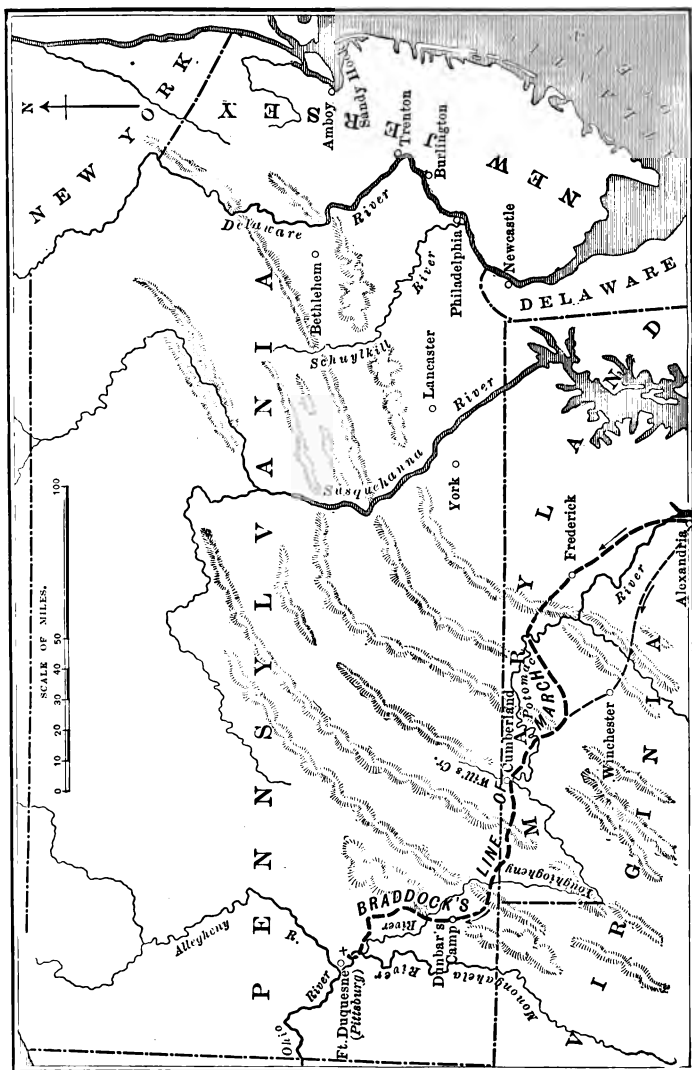 N
NEW YORK
NEW JERSEY
Amboy
Sandy Hook
Trenton
Burlington
Delaware River
Bethlehem
Philadelphia
Newcastle
DELAWARE
Schuylkill River
Lancaster
Susquehanna River
York
PENNSYLVANIA
SCALE OF MILES.
0 10 20 30 40 50 100
MARYLAND
Frederick
Alexandria
River
Potomac
Winchester
Cumberland
Will's Cr.
BRADDOCK'S LINE OF MARCH
VIRGINIA
Youghiogheny
River
Dunbar's
Camp
Monongahela River
Allegheny R.
Ohio River
Ft. Duquesne
(Pittsburg)